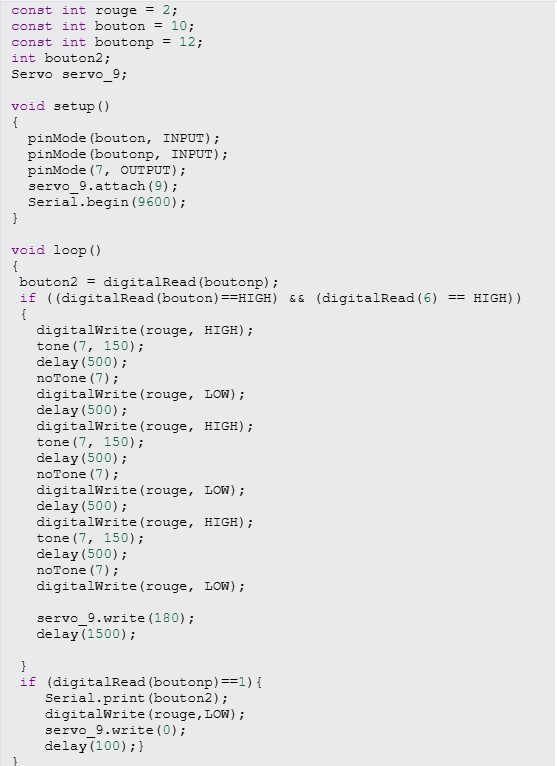 const int rouge = 2;
const int bouton = 10;
const int boutonp = 12;
int bouton2;
Servo servo_9;
void setup()
{
pinMode(bouton, INPUT);
pinMode(boutonp, INPUT);
pinMode(7, OUTPUT);
servo_9.attach(9);
Serial.begin(9600);
}
void loop()
{
bouton2 = digitalRead(boutonp);
if ((digitalRead(bouton)==HIGH) && (digitalRead(6) == HIGH))
{
digitalWrite(rouge, HIGH);
tone(7, 150);
delay(500);
noTone(7);
digitalWrite(rouge, LOW);
delay(500);
digitalWrite(rouge, HIGH);
tone(7, 150);
delay(500);
noTone(7);
digitalWrite(rouge, LOW);
delay(500);
digitalWrite(rouge, HIGH);
tone(7, 150);
delay(500);
noTone(7);
digitalWrite(rouge, LOW);
servo_9.write(180);
delay(1500);
}
if (digitalRead(boutonp)==1){
Serial.print(bouton2);
digitalWrite(rouge,LOW);
servo_9.write(0);
delay(100);}
}